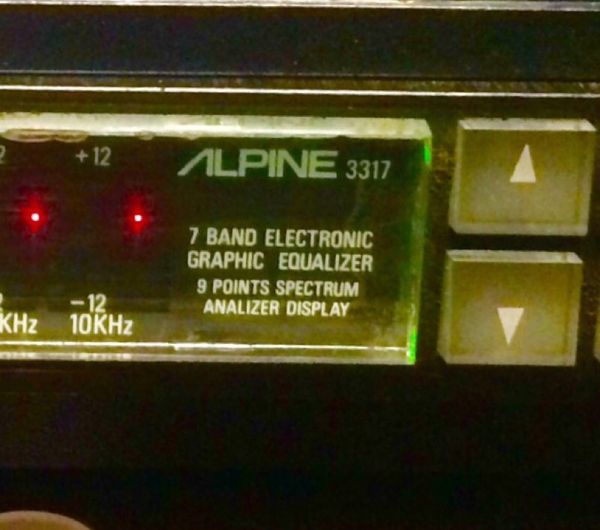 +12
ALPINE 3317
7 BAND ELECTRONIC
GRAPHIC EQUALIZER
9 POINTS SPECTRUM
ANALIZER DISPLAY
-12
KHz 10KHz